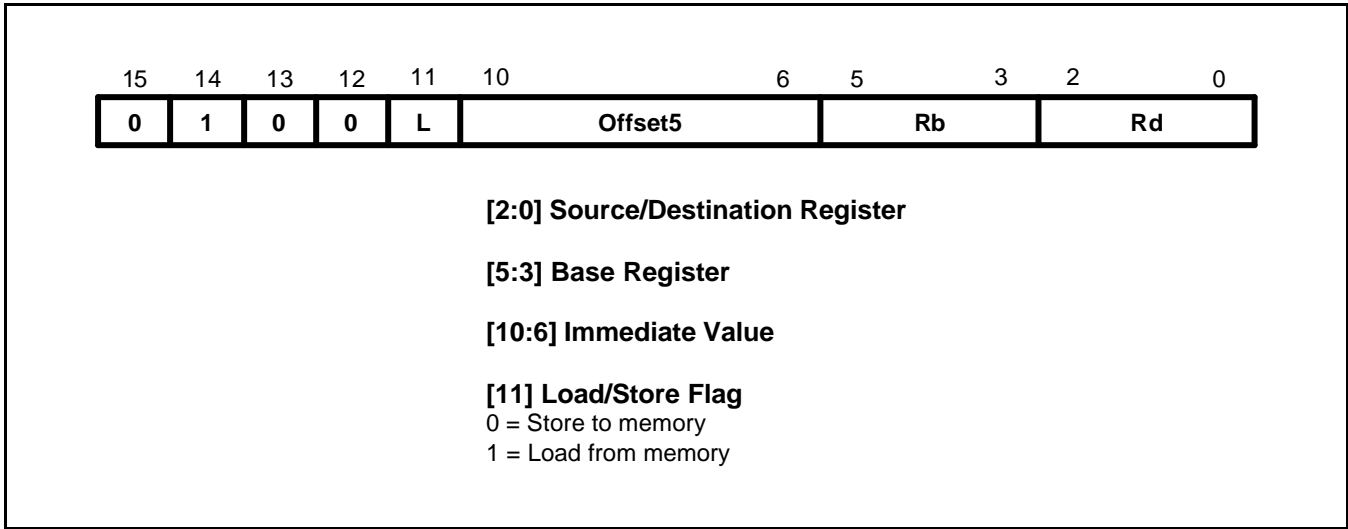 15 14 13 12 11 10 6 5 3 2 0
0 1 0 0 L Offset5 Rb Rd
[2:0] Source/Destination Register
[5:3] Base Register
[10:6] Immediate Value
[11] Load/Store Flag
0 = Store to memory
1 = Load from memory